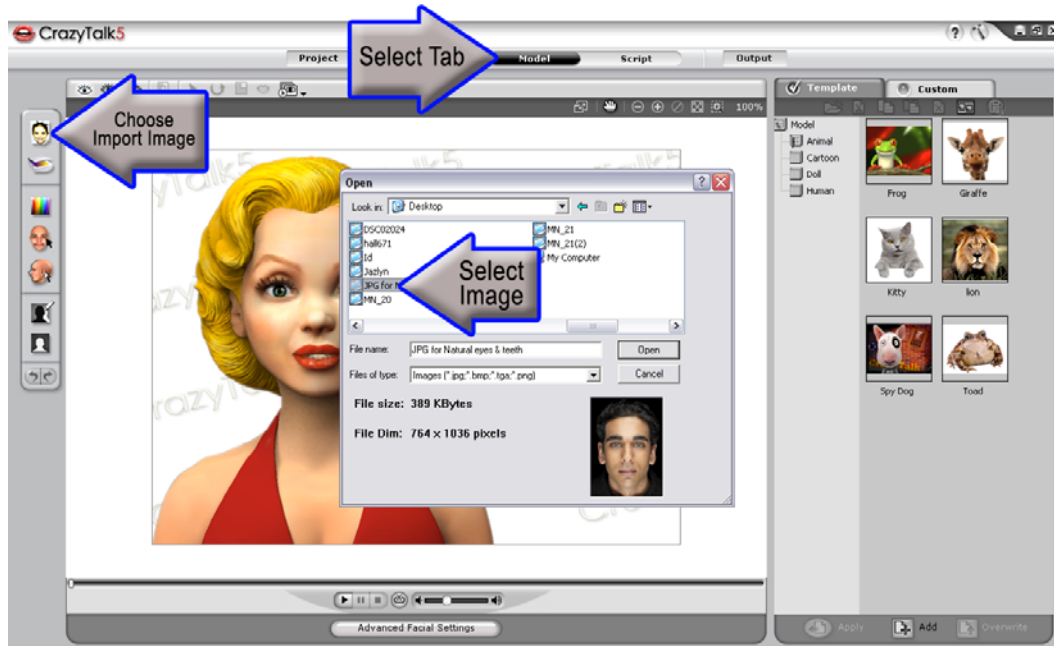 CrazyTalk5
Project
Model
Script
Output
Select Tab
Choose
Import Image
100%
Template
Custom
Model
Animal
Cartoon
Doll
Human
Frog
Giraffe
Kitty
lion
Spy Dog
Toad
Open
Look in:
Desktop
DSC02024
hall671
Id
Jazlyn
JPG for
MN_20
MN_21
MN_21(2)
My Computer
Select
Image
File name:
JPG for Natural eyes & teeth
Open
Files of type:
Images (*.jpg;*.bmp;*.tga;*.png)
Cancel
File size: 389 KBytes
File Dim: 764 x 1036 pixels
Advanced Facial Settings
Apply
Add
Overwrite